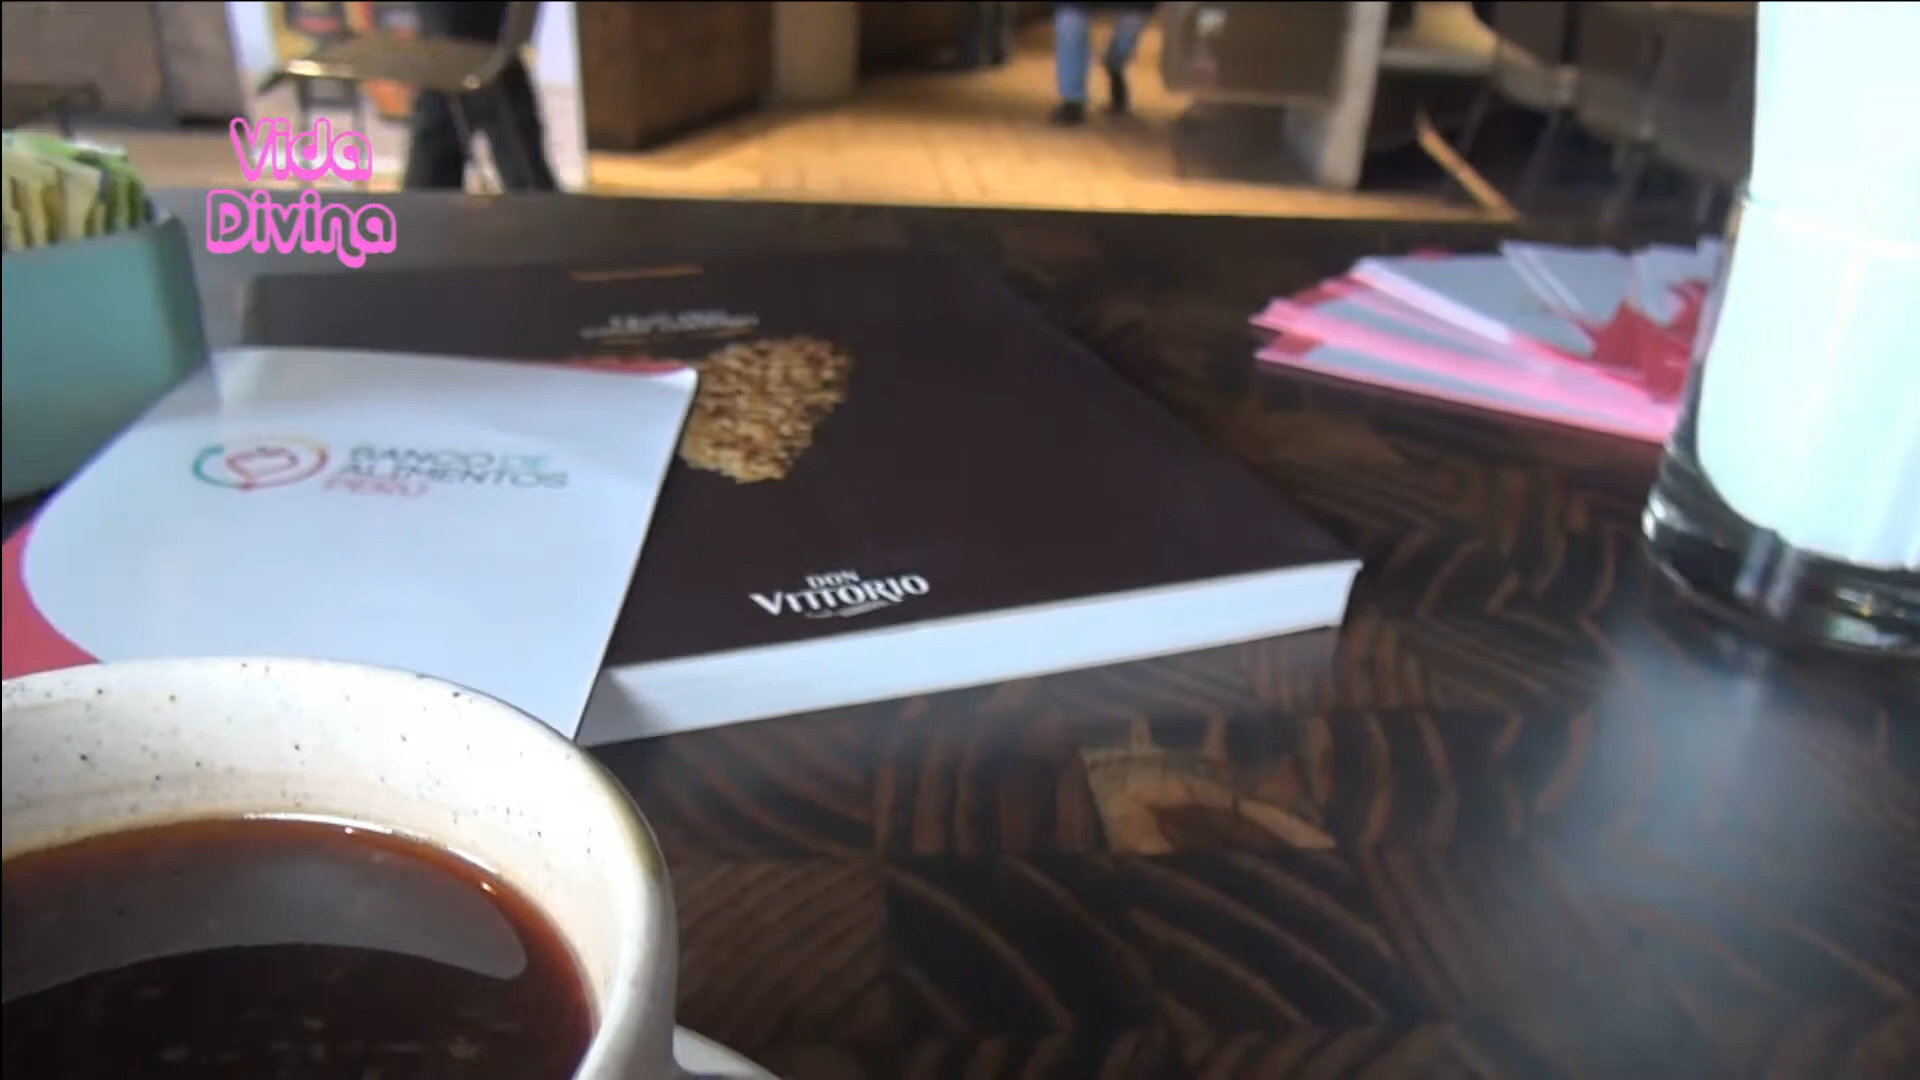 Vida
Divina
BANCO DE
ALIMENTOS
PERÚ
DON
VITTORIO